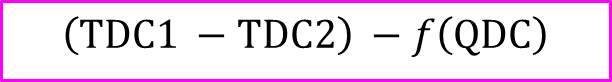 (TDC1 − TDC2) − f(QDC)